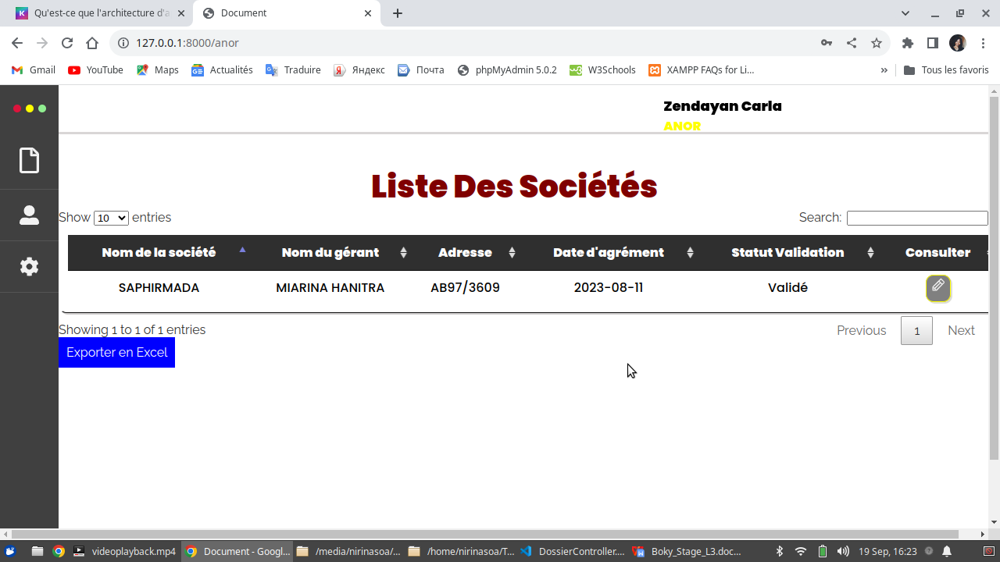 Qu'est-ce que l'architecture d'a
Document
127.0.0.1:8000/anor
Gmail YouTube Maps Actualités Traduire Яндекс Почта phpMyAdmin 5.0.2 W3Schools XAMPP FAQs for Li... » Tous les favoris
Zendayan Carla
ANOR
Liste Des Sociétés
Show 10 entries Search:
Nom de la société Nom du gérant Adresse Date d'agrément Statut Validation Consulter
SAPHIRMADA MIARINA HANITRA AB97/3609 2023-08-11 Validé
Showing 1 to 1 of 1 entries Previous 1 Next
Exporter en Excel
videoplayback.mp4 Document - Googl... /media/nirinasoa/... /home/nirinasoa/T... DossierController.... Boky_Stage_L3.doc... 19 Sep, 16:23